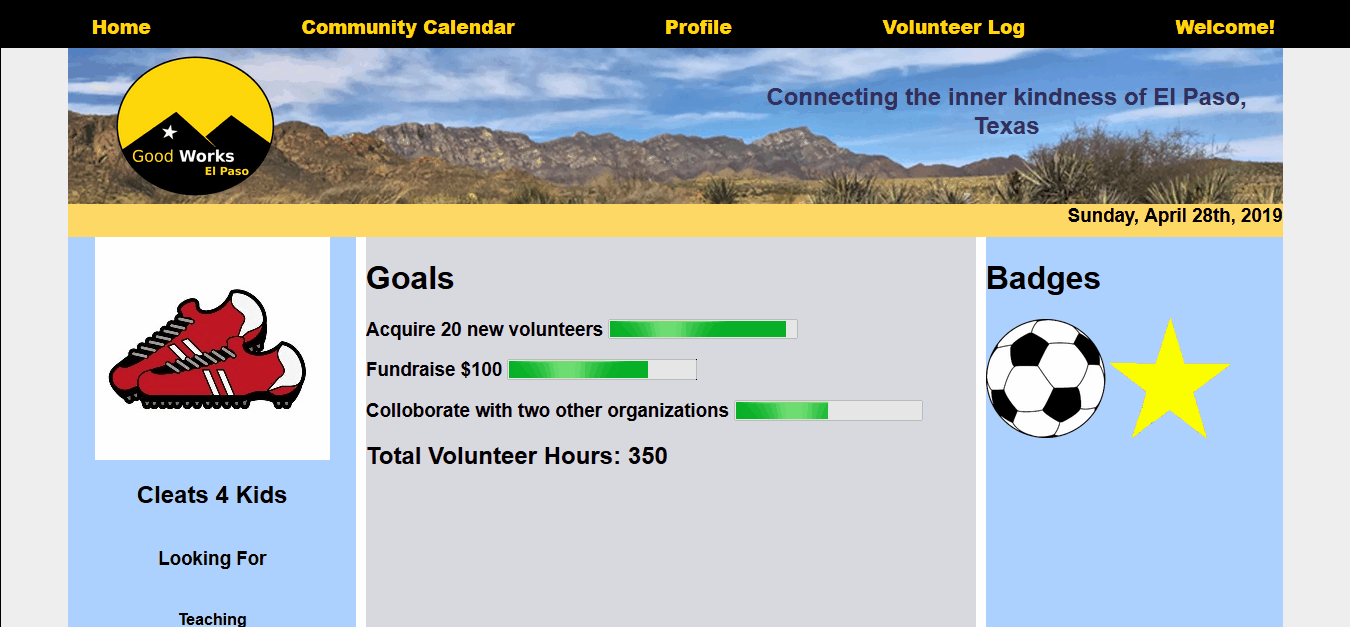 Home Community Calendar Profile Volunteer Log Welcome!
Good Works
El Paso
Connecting the inner kindness of El Paso,
Texas
Sunday, April 28th, 2019
Cleats 4 Kids
Looking For
Teaching
Goals
Acquire 20 new volunteers
Fundraise $100
Colloborate with two other organizations
Total Volunteer Hours: 350
Badges